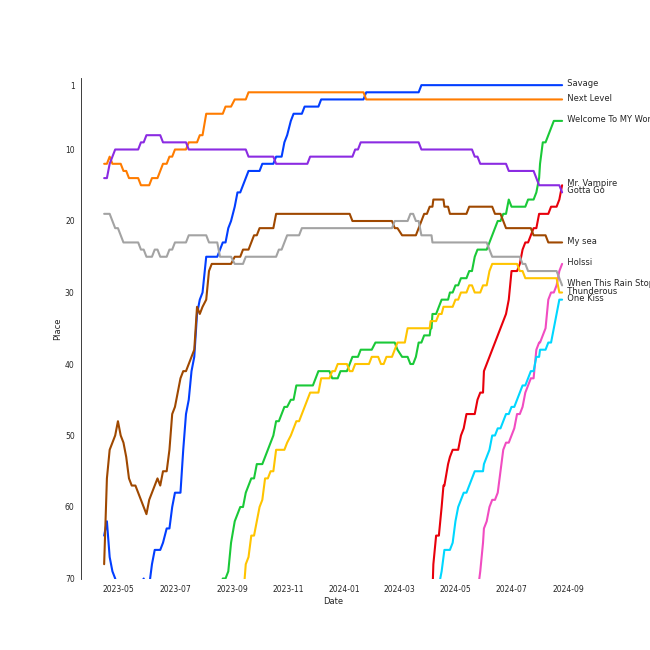 1
10
20
30
40
50
60
70
Place
2023-05
2023-07
2023-09
2023-11
2024-01
2024-03
2024-05
2024-07
2024-09
Date
Savage
Next Level
Welcome To MY Wor
Mr. Vampire
Gotta Go
My sea
Holssi
When This Rain Stop
Thunderous
One Kiss